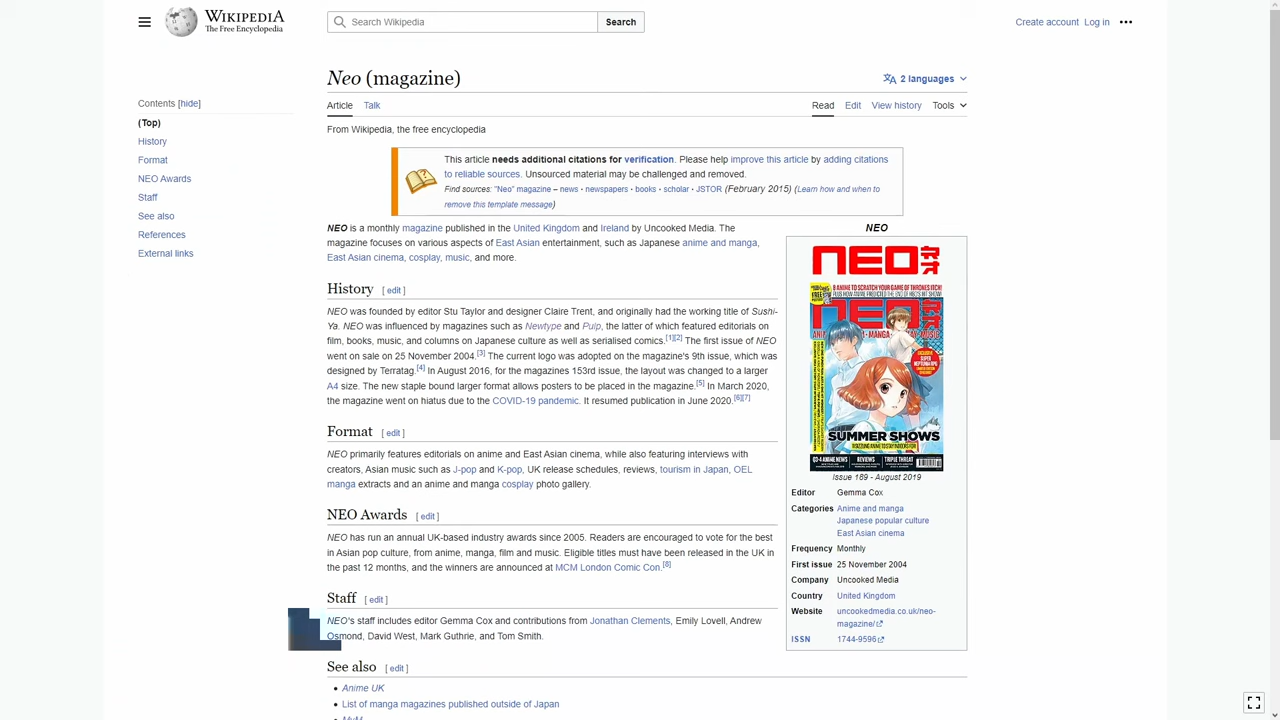 WIKIPEDIA
The Free Encyclopedia
Search Wikipedia
Search
Create account Log in
Contents [hide]
(Top)
History
Format
NEO Awards
Staff
See also
References
External links
Neo (magazine)
2 languages
Article Talk
Read Edit View history Tools
From Wikipedia, the free encyclopedia
This article needs additional citations for verification. Please help improve this article by adding citations
to reliable sources. Unsourced material may be challenged and removed.
Find sources: "Neo" magazine – news · newspapers · books · scholar · JSTOR (February 2015) (Learn how and when to
remove this template message)
NEO is a monthly magazine published in the United Kingdom and Ireland by Uncooked Media. The
magazine focuses on various aspects of East Asian entertainment, such as Japanese anime and manga,
East Asian cinema, cosplay, music, and more.
History [ edit ]
NEO was founded by editor Stu Taylor and designer Claire Trent, and originally had the working title of Sushi-
Ya. NEO was influenced by magazines such as Newtype and Pulp, the latter of which featured editorials on
film, books, music, and columns on Japanese culture as well as serialised comics.[1][2] The first issue of NEO
went on sale on 25 November 2004.[3] The current logo was adopted on the magazine's 9th issue, which was
designed by Terratag.[4] In August 2016, for the magazines 153rd issue, the layout was changed to a larger
A4 size. The new staple bound larger format allows posters to be placed in the magazine.[5] In March 2020,
the magazine went on hiatus due to the COVID-19 pandemic. It resumed publication in June 2020.[6][7]
Format [ edit ]
NEO primarily features editorials on anime and East Asian cinema, while also featuring interviews with
creators, Asian music such as J-pop and K-pop, UK release schedules, reviews, tourism in Japan, OEL
manga extracts and an anime and manga cosplay photo gallery.
NEO Awards [ edit ]
NEO has run an annual UK-based industry awards since 2005. Readers are encouraged to vote for the best
in Asian pop culture, from anime, manga, film and music. Eligible titles must have been released in the UK in
the past 12 months, and the winners are announced at MCM London Comic Con.[8]
Staff [ edit ]
NEO's staff includes editor Gemma Cox and contributions from Jonathan Clements, Emily Lovell, Andrew
Osmond, David West, Mark Guthrie, and Tom Smith.
See also [ edit ]
Anime UK
List of manga magazines published outside of Japan
MyM
NEO
NEO ネオ
8 ANIME TO SCRATCH YOUR GAME OF THRONES ITCH!
NEO ネオ
SUMMER SHOWS
Q3-4 ANIME NEWS REVIEWS TRIPLE THREAT
Issue 189 - August 2019
Editor Gemma Cox
Categories Anime and manga
Japanese popular culture
East Asian cinema
Frequency Monthly
First issue 25 November 2004
Company Uncooked Media
Country United Kingdom
Website uncookedmedia.co.uk/neo-
magazine/
ISSN 1744-9596